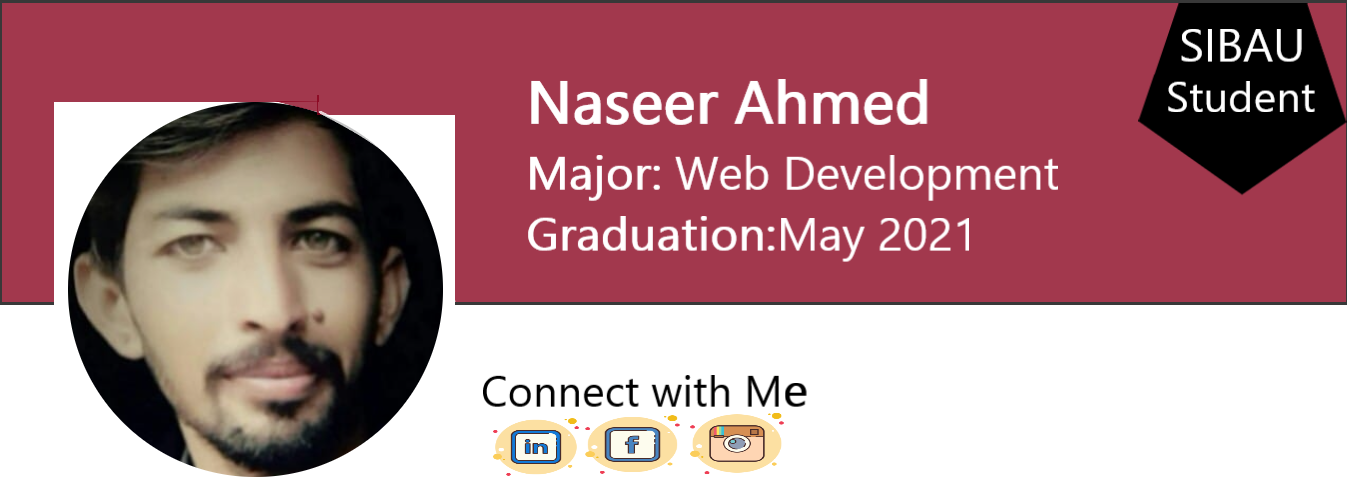 SIBAU
Student
Naseer Ahmed
Major: Web Development
Graduation:May 2021
Connect with Me
in
f